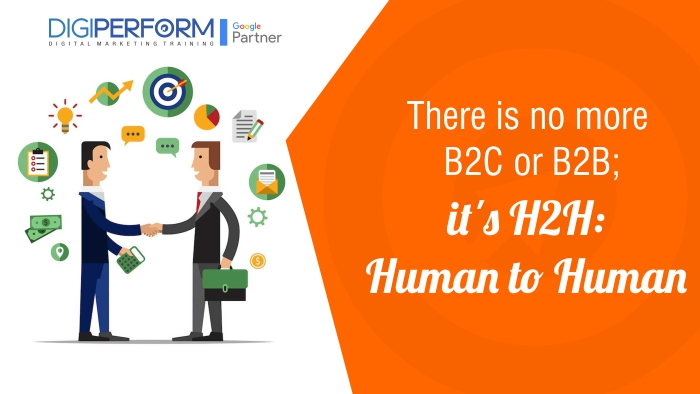 DIGIPERFORM
DIGITAL MARKETING TRAINING
Google
Partner
There is no more
B2C or B2B;
it's H2H:
Human to Human